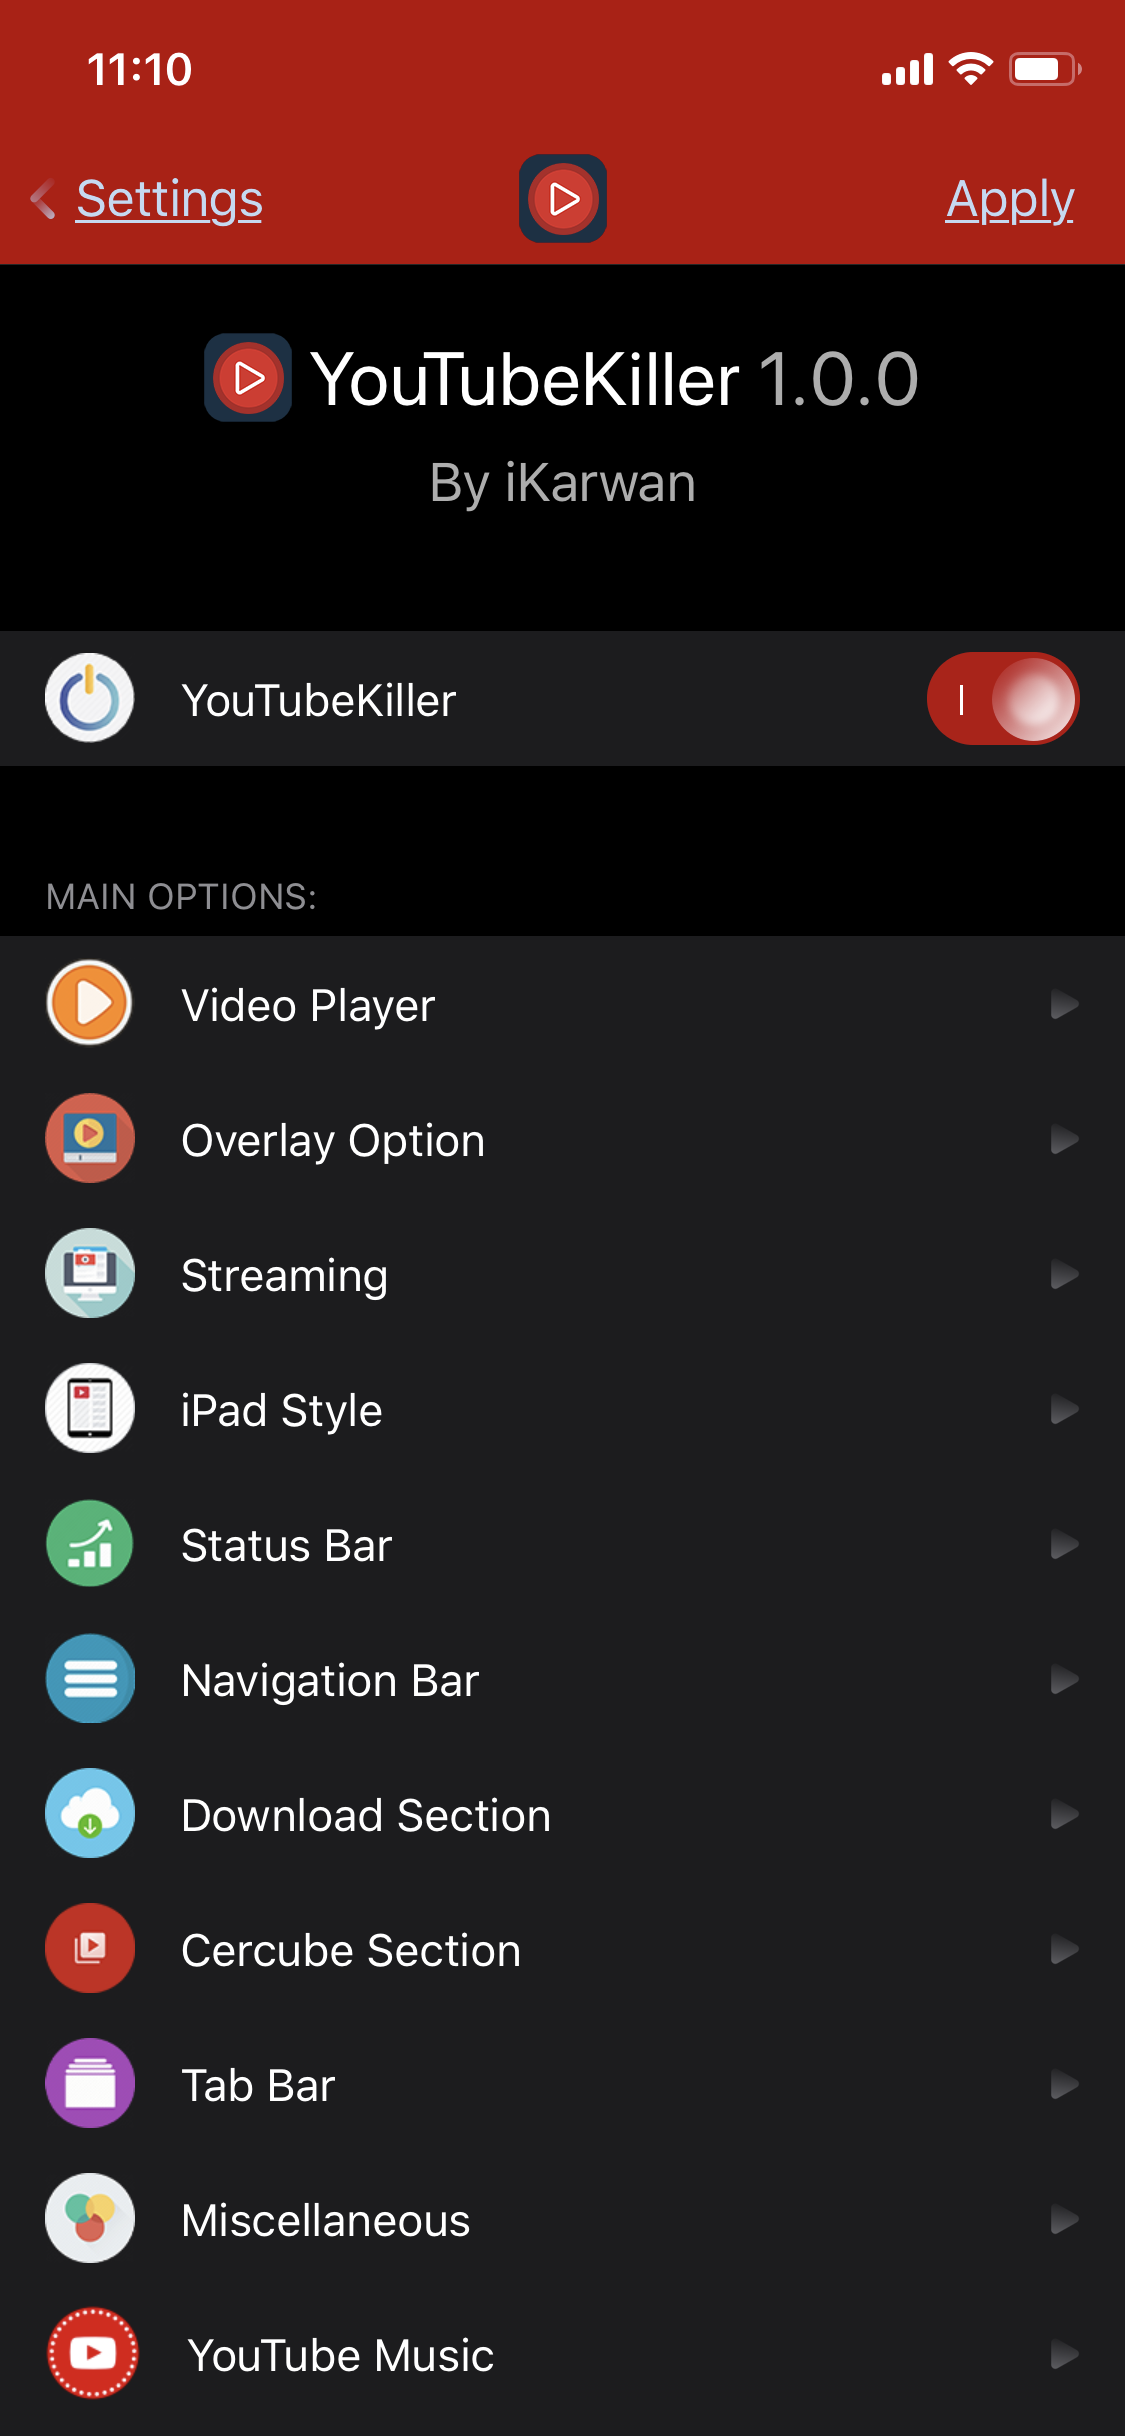 11:10
Settings
Apply
YouTubeKiller 1.0.0
By iKarwan
YouTubeKiller
MAIN OPTIONS:
Video Player
Overlay Option
Streaming
iPad Style
Status Bar
Navigation Bar
Download Section
Cercube Section
Tab Bar
Miscellaneous
YouTube Music